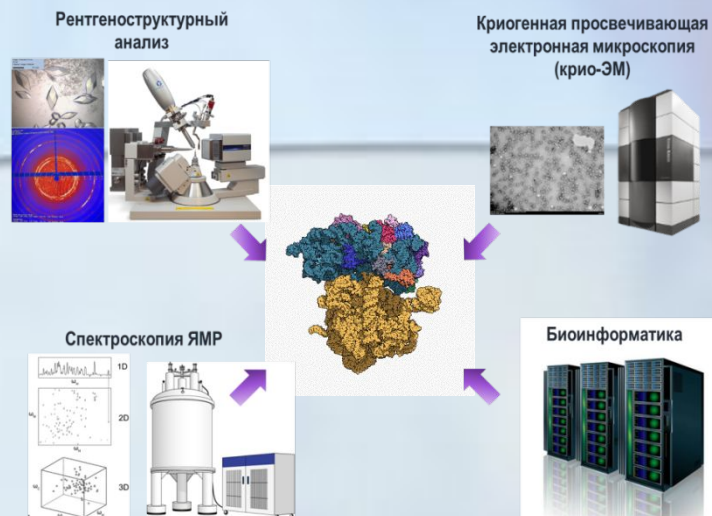 Рентгеноструктурный
анализ
Криогенная просвечивающая
электронная микроскопия
(крио-ЭМ)
Спектроскопия ЯМР
1D
2D
3D
Биоинформатика